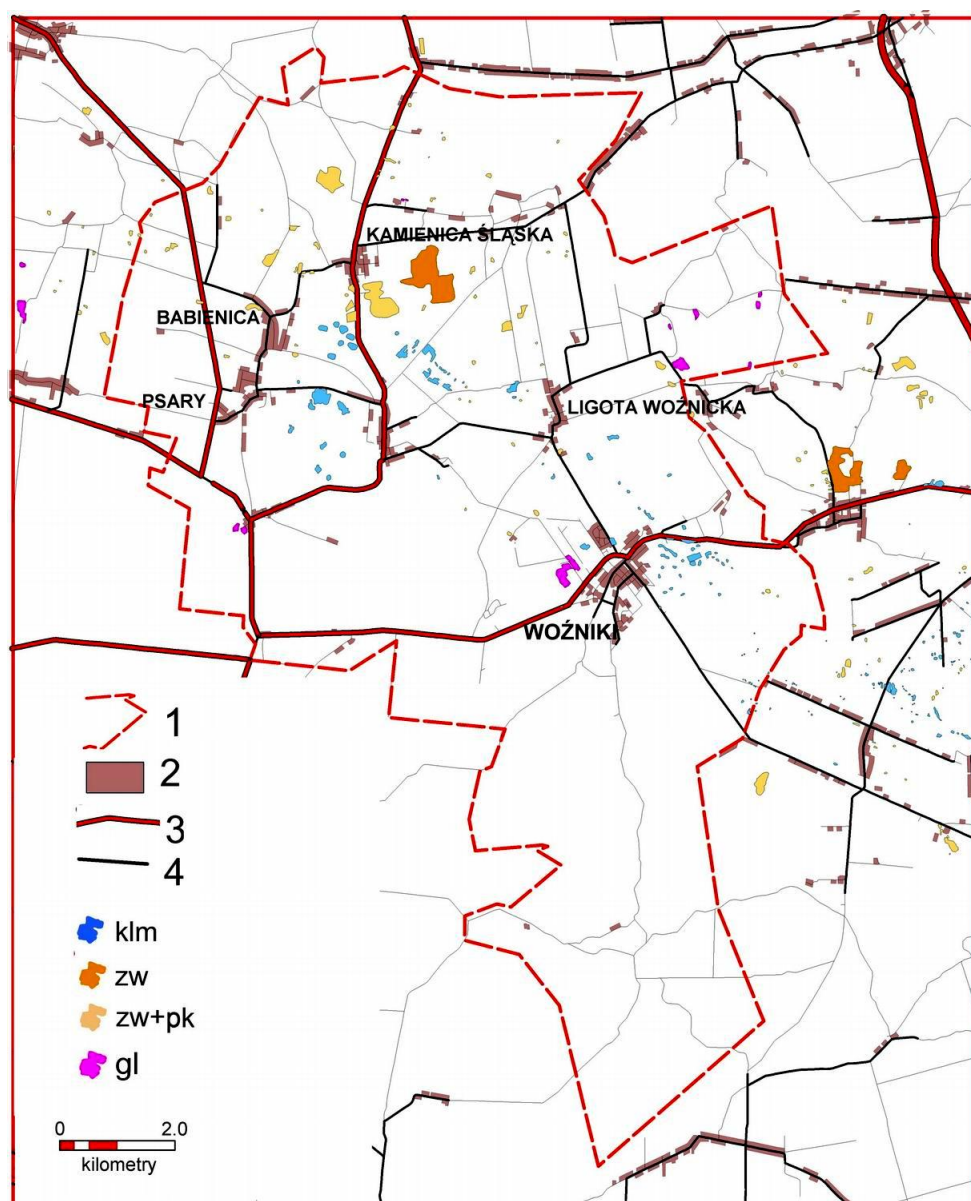 KAMIENICA ŚLĄSKA
BABIENICA
PSARY
LIGOTA WOŹNICKA
WOŹNIKI
1
2
3
4
klm
zw
zw+pk
gl
0 2.0
kilometry